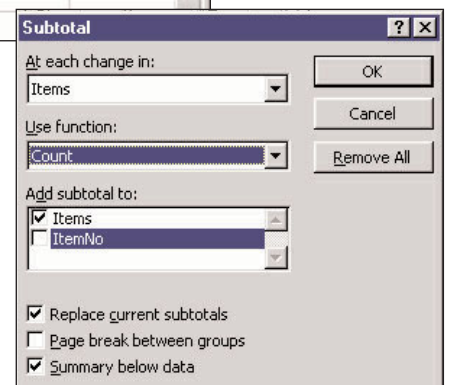 Subtotal
At each change in:
Items
OK
Cancel
Use function:
Count
Remove All
Add subtotal to:
Items
ItemNo
Replace current subtotals
Page break between groups
Summary below data